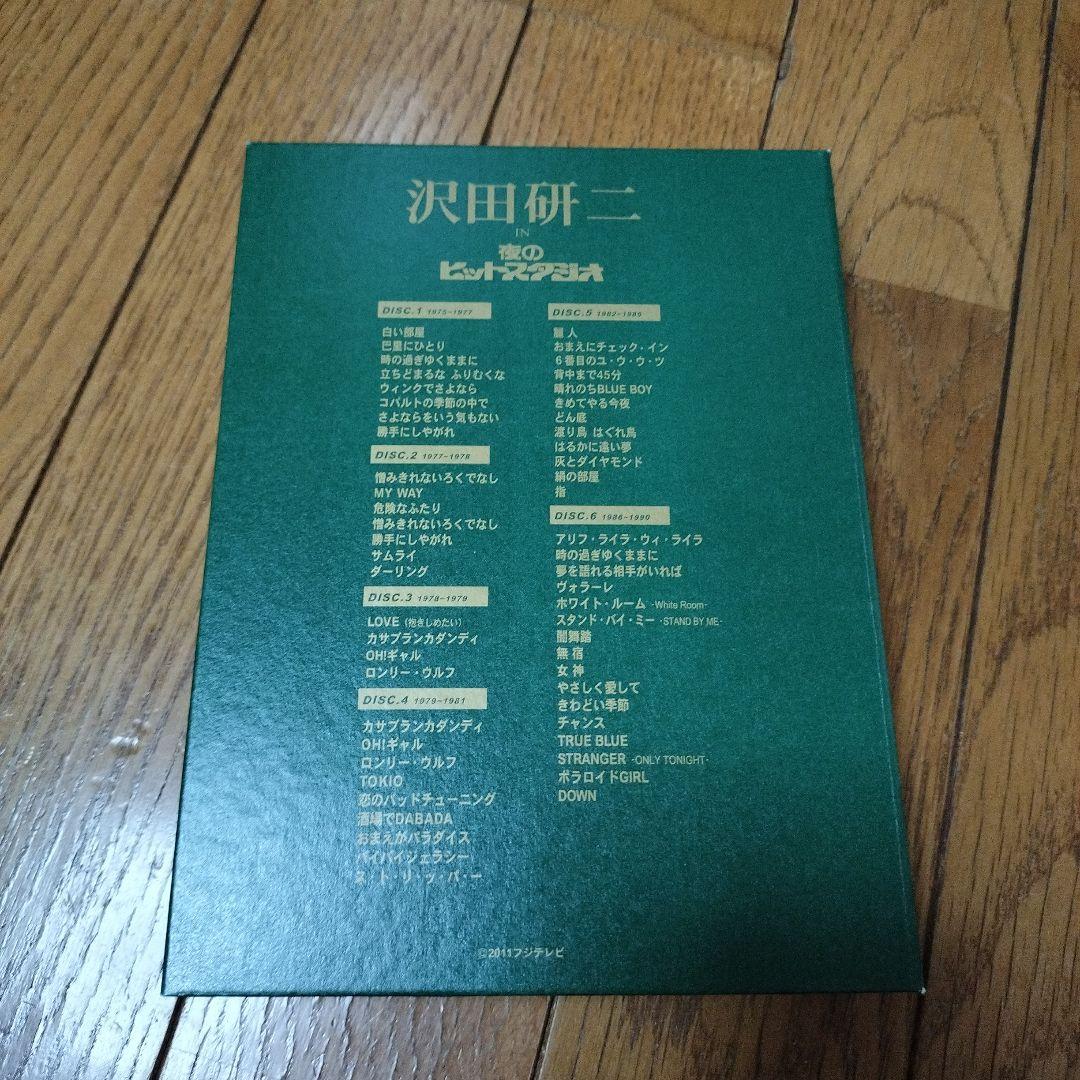 沢田研二
IN
夜の
ヒットスタジオ
DISC.1 1975-1977
白い部屋
巴里にひとり
時の過ぎゆくままに
立ちどまるな ふりむくな
ウィンクでさよなら
コバルトの季節の中で
さよならをいう気もない
勝手にしやがれ
DISC.2 1977-1978
憎みきれないろくでなし
MY WAY
危険なふたり
憎みきれないろくでなし
勝手にしやがれ
サムライ
ダーリング
DISC.3 1978-1979
LOVE (抱きしめたい)
カサブランカダンディ
OH!ギャル
ロンリー・ウルフ
DISC.4 1979-1981
カサブランカダンディ
OH!ギャル
ロンリー・ウルフ
TOKIO
恋のバッドチューニング
酒場でDABADA
おまえがパラダイス
バイバイジェラシー
ス・ト・リ・ッ・パ・ー
DISC.5 1982-1985
麗人
おまえにチェック・イン
6番目のユ・ウ・ウ・ツ
背中まで45分
晴れのちBLUE BOY
きめてやる今夜
どん底
渡り鳥 はぐれ鳥
はるかに遠い夢
灰とダイヤモンド
絹の部屋
指
DISC.6 1986-1990
アリフ・ライラ・ウィ・ライラ
時の過ぎゆくままに
夢を語れる相手がいれば
ヴォラーレ
ホワイト・ルーム -White Room-
スタンド・バイ・ミー -STAND BY ME-
闇舞踏
無宿
女神
やさしく愛して
きわどい季節
チャンス
TRUE BLUE
STRANGER -ONLY TONIGHT-
ポラロイドGIRL
DOWN
©2011フジテレビ